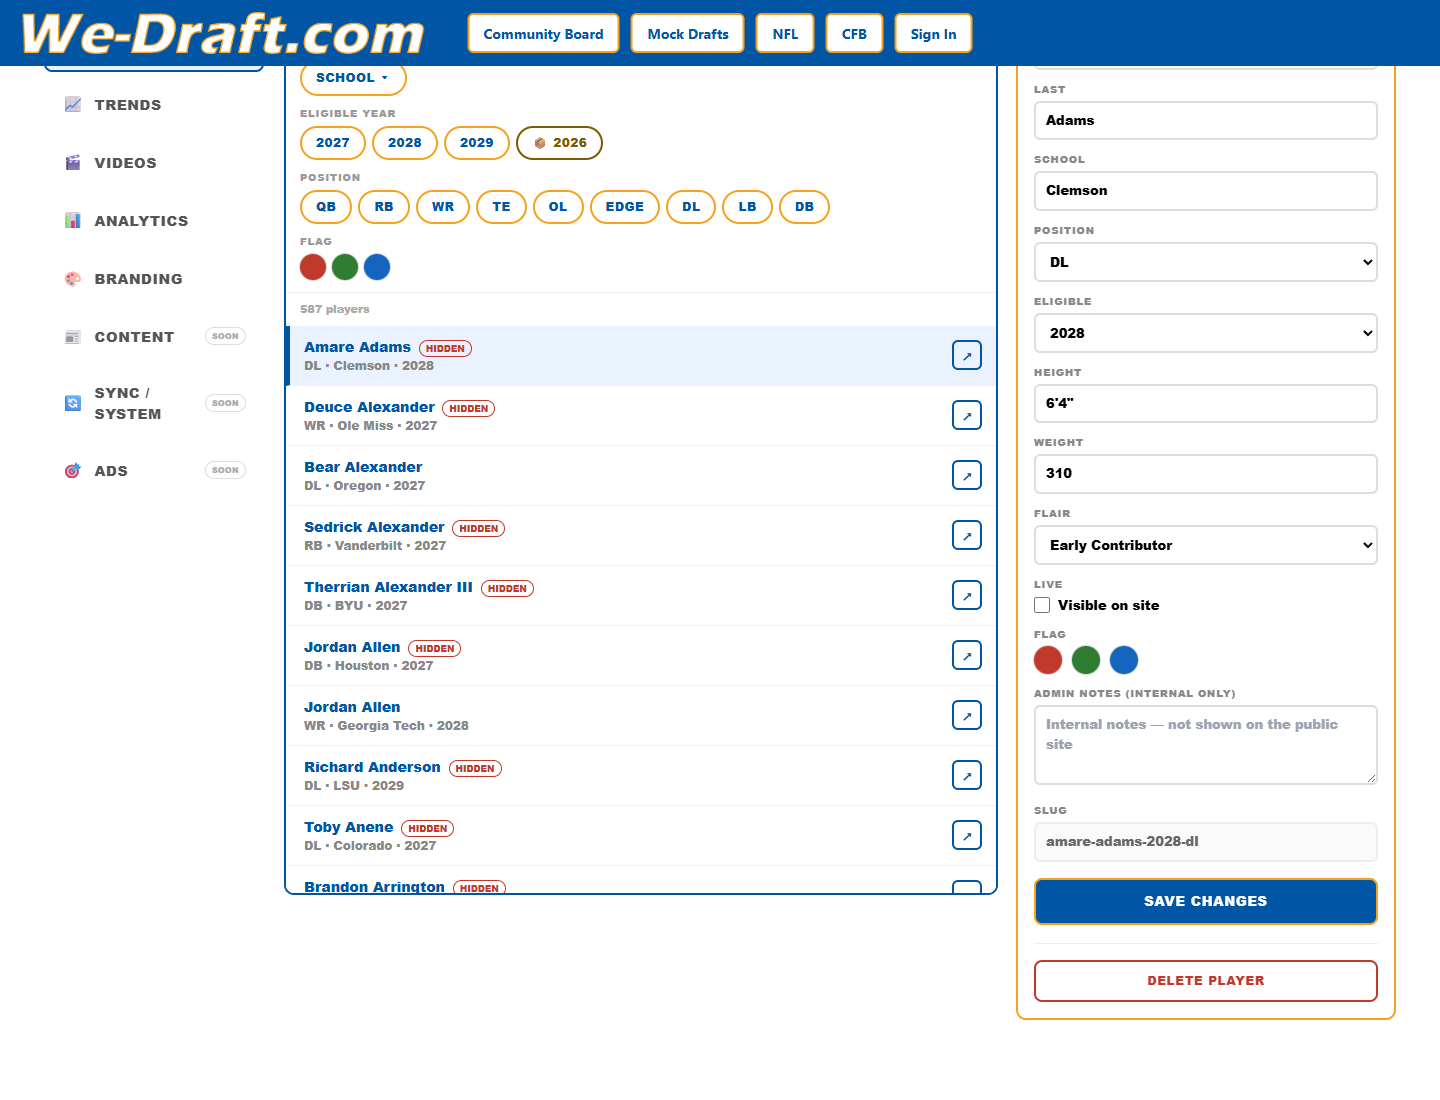 We-Draft.com
Community Board
Mock Drafts
NFL
CFB
Sign In
TRENDS
VIDEOS
ANALYTICS
BRANDING
CONTENT SOON
SYNC /
SYSTEM SOON
ADS SOON
SCHOOL
ELIGIBLE YEAR
2027 2028 2029 2026
POSITION
QB RB WR TE OL EDGE DL LB DB
FLAG
587 players
Amare Adams HIDDEN
DL • Clemson • 2028
Deuce Alexander HIDDEN
WR • Ole Miss • 2027
Bear Alexander
DL • Oregon • 2027
Sedrick Alexander HIDDEN
RB • Vanderbilt • 2027
Therrian Alexander III HIDDEN
DB • BYU • 2027
Jordan Allen HIDDEN
DB • Houston • 2027
Jordan Allen
WR • Georgia Tech • 2028
Richard Anderson HIDDEN
DL • LSU • 2029
Toby Anene HIDDEN
DL • Colorado • 2027
Brandon Arrington HIDDEN
LAST
Adams
SCHOOL
Clemson
POSITION
DL
ELIGIBLE
2028
HEIGHT
6'4"
WEIGHT
310
FLAIR
Early Contributor
LIVE
Visible on site
FLAG
ADMIN NOTES (INTERNAL ONLY)
Internal notes — not shown on the public
site
SLUG
amare-adams-2028-dl
SAVE CHANGES
DELETE PLAYER